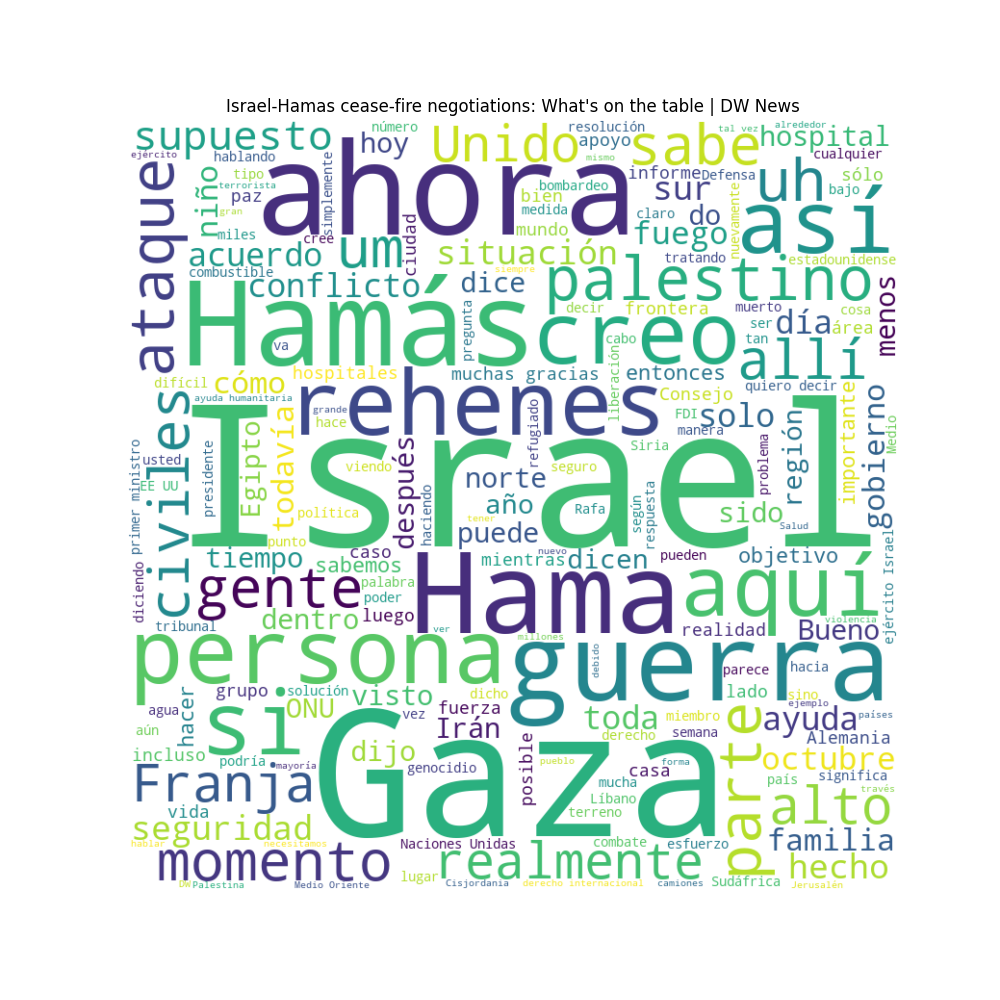 Israel-Hamas cease-fire negotiations: What's on the table | DW News
supuesto
número
Unido
resolución
apoyo
sabe
tal vez
alrededor
hospital
ejército
hablando
hoy
ahora
mismo
cualquier
tipo
terrorista
niño
paz
gran
miles
simplemente
bombardeo
bien
medida
mundo
informe
Defensa
sur
claro
do
fuego
nuevamente
uh
sólo
bajo
así
ataque
acuerdo
cree
um
ciudad
situación
siempre
tratando
estadounidense
combustible
conflicto
dice
palestino
decir
frontera
muerto
día
cosa
ser
área
menos
Hamás
va
pregunta
creo
cabo
tan
allí
difícil
cómo
hospitales
muchas gracias
entonces
liberación
Consejo
quiero decir
ayuda humanitaria
grande
hace
rehenes
refugiado
FDI
manera
solo
región
importante
gobierno
Medio
civiles
todavía
Egipto
Israel
usted
EE UU
presidente
viendo
después
norte
seguro
Siria
problema
política
haciendo
año
Rafa
según
respuesta
sido
Salud
punto
tener
puede
diciendo
primer ministro
tiempo
caso
sabemos
mientras
nuevo
dicen
pueden
objetivo
ejército Israel
gente
palabra
poder
Hama
aquí
tribunal
dentro
luego
ver
millones
realidad
Bueno
violencia
persona
guerra
debido
parece
hacia
grupo
solución
visto
dicho
lado
sino
ejemplo
agua
hacer
si
ONU
vez
fuerza
Irán
toda
miembro
semana
parte
ayuda
países
aún
derecho
Alemania
incluso
podría
mayoría
dijo
genocidio
posible
pueblo
forma
casa
octubre
Franja
Gaza
mucha
país
significa
través
vida
Líbano
terreno
alto
seguridad
familia
hablar
necesitamos
Naciones Unidas
combate
esfuerzo
momento
realmente
hecho
DW
Palestina
Medio Oriente
lugar
Cisjordania
derecho internacional
camiones
Sudáfrica
Jerusalén